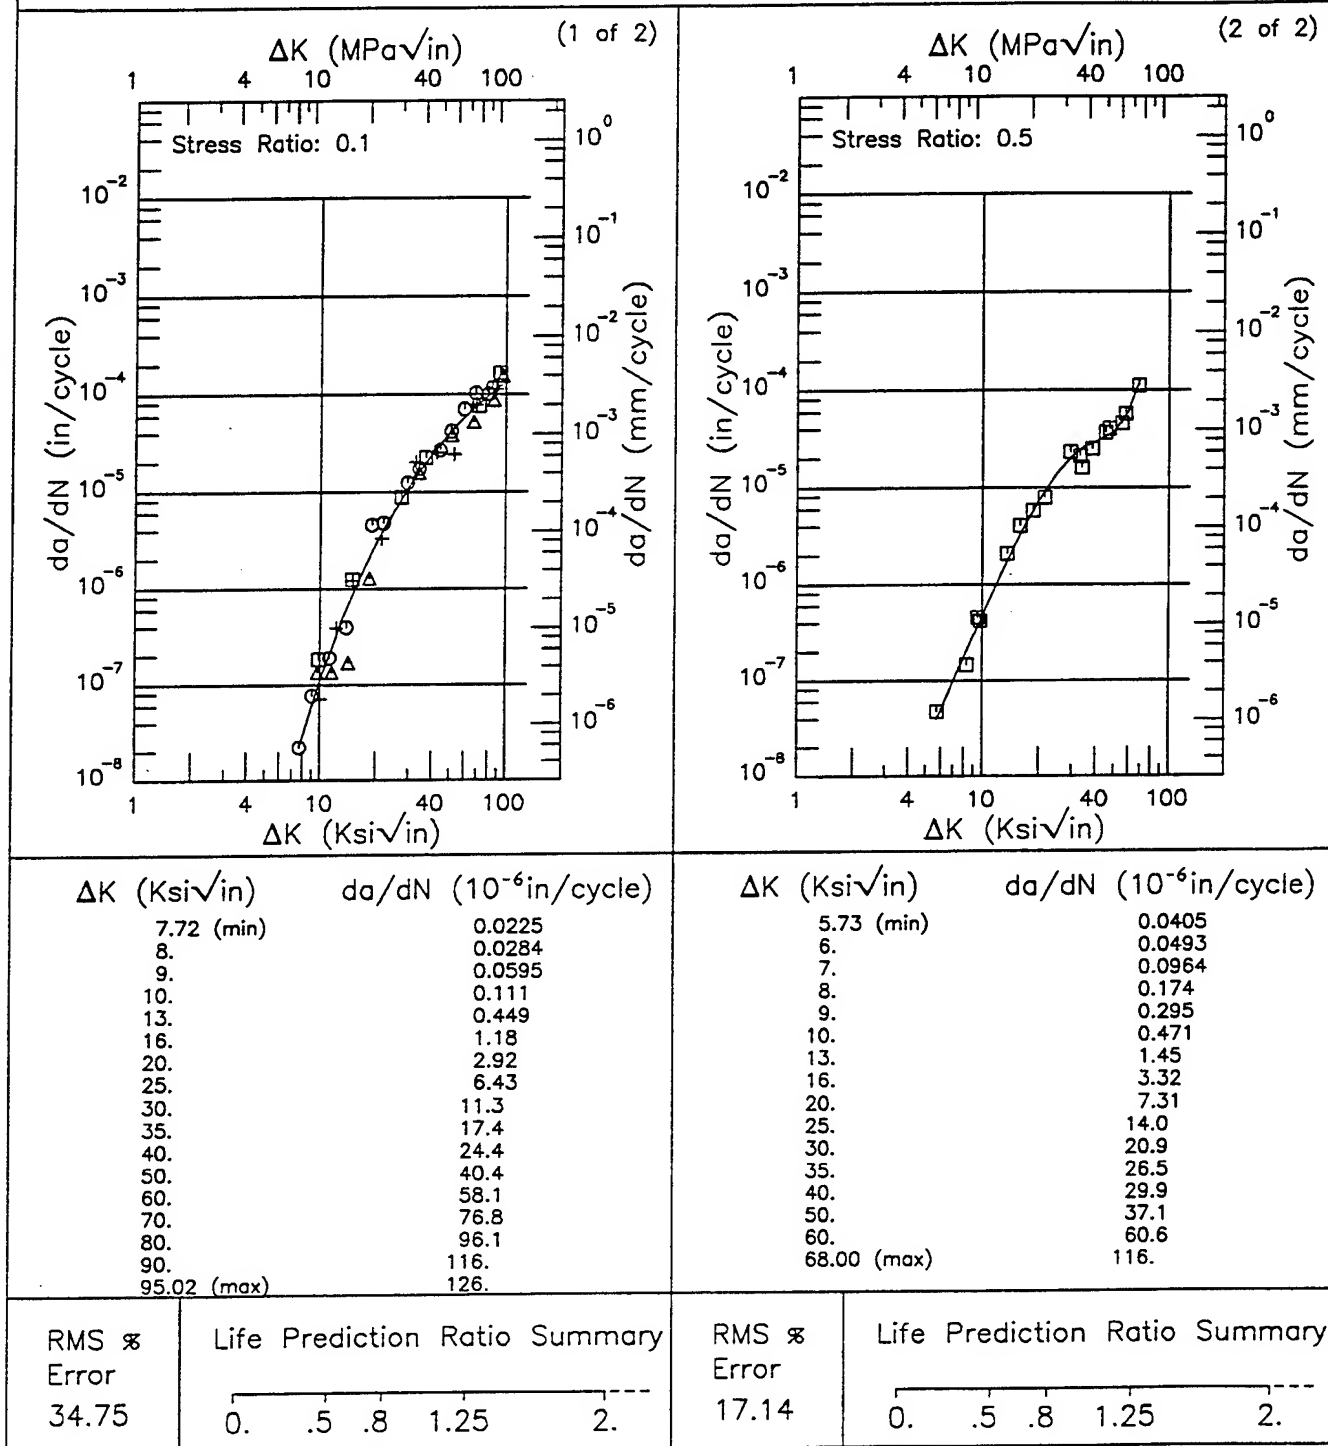 (1 of 2)
ΔK (MPa√in)
1 4 10 40 100
Stress Ratio: 0.1
10⁰
10⁻¹
10⁻²
10⁻³
10⁻⁴
10⁻⁵
10⁻⁶
da/dN (mm/cycle)
10⁻²
10⁻³
10⁻⁴
10⁻⁵
10⁻⁶
10⁻⁷
10⁻⁸
da/dN (in/cycle)
1 4 10 40 100
ΔK (Ksi√in)
ΔK (Ksi√in) da/dN (10⁻⁶in/cycle)
7.72 (min) 0.0225
8. 0.0284
9. 0.0595
10. 0.111
13. 0.449
16. 1.18
20. 2.92
25. 6.43
30. 11.3
35. 17.4
40. 24.4
50. 40.4
60. 58.1
70. 76.8
80. 96.1
90. 116.
95.02 (max) 126.
RMS %
Error
34.75
Life Prediction Ratio Summary
0. .5 .8 1.25 2.
(2 of 2)
ΔK (MPa√in)
1 4 10 40 100
Stress Ratio: 0.5
10⁰
10⁻¹
10⁻²
10⁻³
10⁻⁴
10⁻⁵
10⁻⁶
da/dN (mm/cycle)
10⁻²
10⁻³
10⁻⁴
10⁻⁵
10⁻⁶
10⁻⁷
10⁻⁸
da/dN (in/cycle)
1 4 10 40 100
ΔK (Ksi√in)
ΔK (Ksi√in) da/dN (10⁻⁶in/cycle)
5.73 (min) 0.0405
6. 0.0493
7. 0.0964
8. 0.174
9. 0.295
10. 0.471
13. 1.45
16. 3.32
20. 7.31
25. 14.0
30. 20.9
35. 26.5
40. 29.9
50. 37.1
60. 60.6
68.00 (max) 116.
RMS %
Error
17.14
Life Prediction Ratio Summary
0. .5 .8 1.25 2.